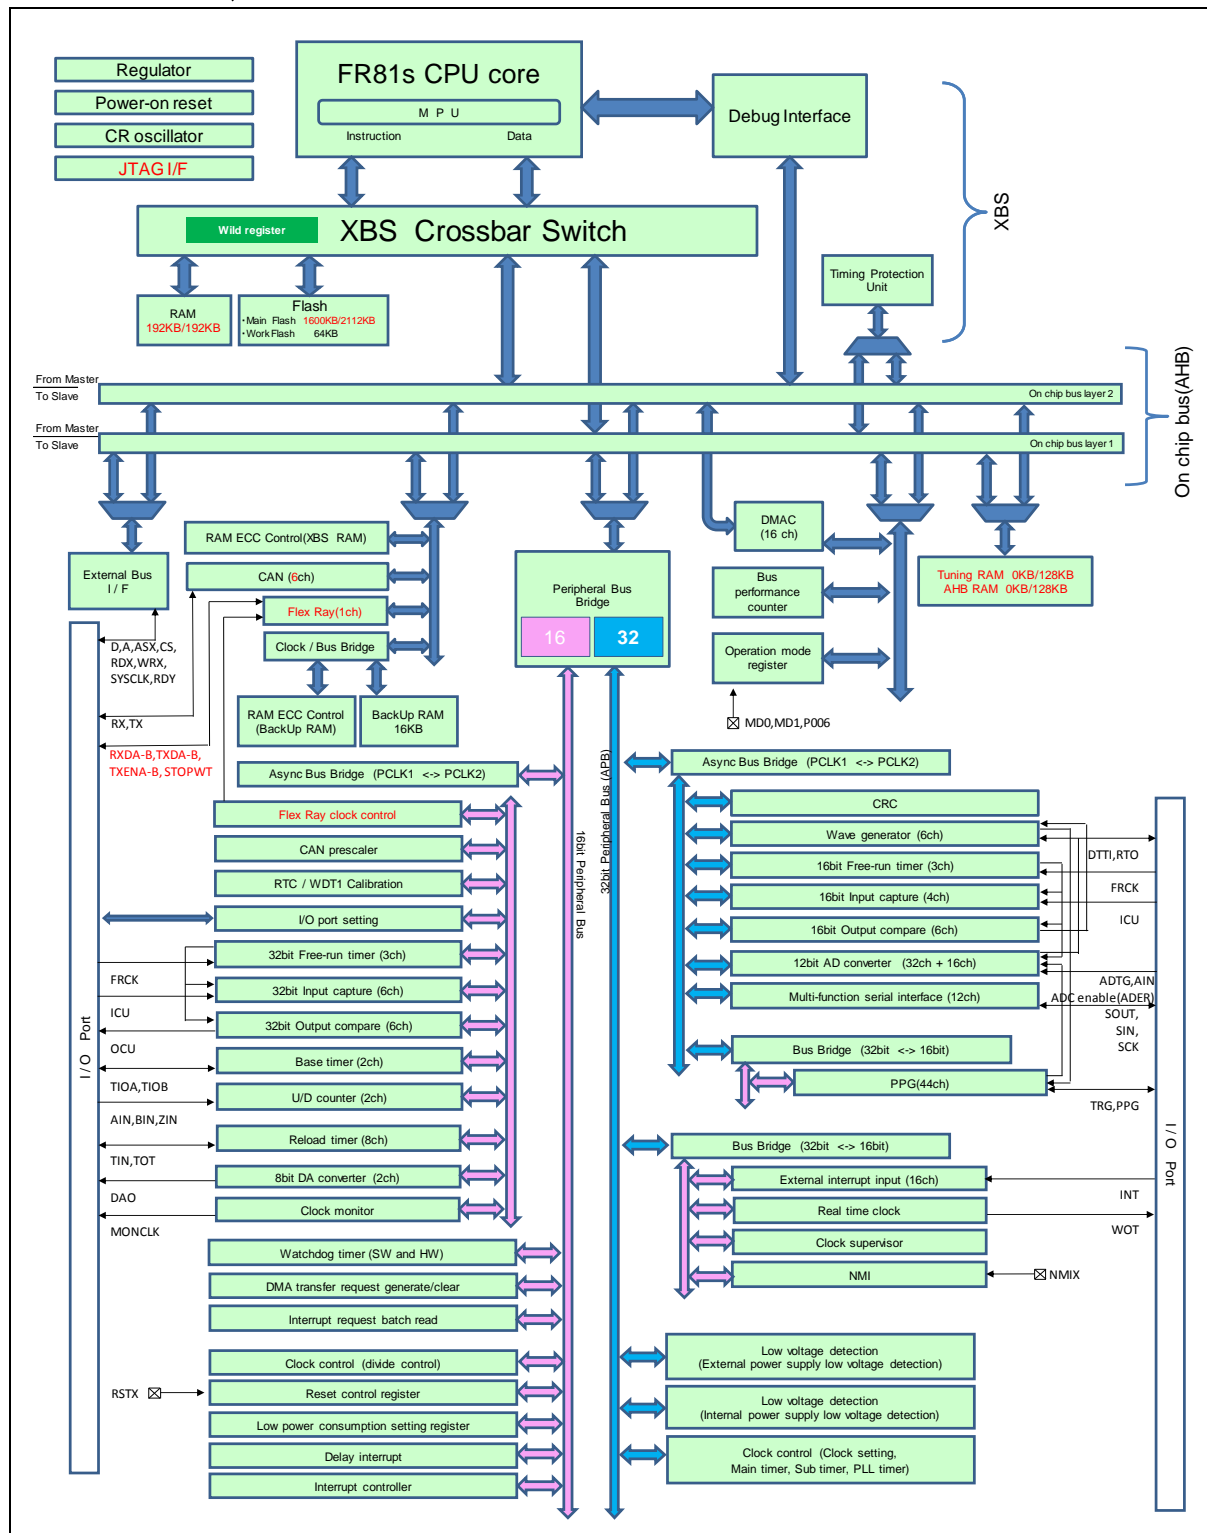 Regulator
Power-on reset
CR oscillator
JTAG I/F
FR81s CPU core
M P U
Instruction
Data
Debug Interface
XBS
Wild register
XBS Crossbar Switch
Timing Protection
Unit
RAM
192KB/192KB
Flash
・Main Flash 1600KB/2112KB
・WorkFlash 64KB
On chip bus(AHB)
From Master
To Slave
On chip bus layer 2
From Master
To Slave
On chip bus layer 1
External Bus
I / F
RAM ECC Control(XBS RAM)
CAN (6ch)
Flex Ray(1ch)
Clock / Bus Bridge
RAM ECC Control
(BackUp RAM)
BackUp RAM
16KB
Peripheral Bus
Bridge
16
32
DMAC
(16 ch)
Bus
performance
counter
Operation mode
register
MD0,MD1,P006
Tuning RAM 0KB/128KB
AHB RAM 0KB/128KB
D,A,ASX,CS,
RDX,WRX,
SYSCLK,RDY
RX,TX
RXDA-B,TXDA-B,
TXENA-B, STOPWT
I / O Port
16bit Peripheral Bus
32bit Peripheral Bus (APB)
Async Bus Bridge (PCLK1 <-> PCLK2)
Flex Ray clock control
CAN prescaler
RTC / WDT1 Calibration
I/O port setting
32bit Free-run timer (3ch)
FRCK
32bit Input capture (6ch)
ICU
32bit Output compare (6ch)
OCU
Base timer (2ch)
TIOA,TIOB
U/D counter (2ch)
AIN,BIN,ZIN
Reload timer (8ch)
TIN,TOT
8bit DA converter (2ch)
DAO
Clock monitor
MONCLK
Watchdog timer (SW and HW)
DMA transfer request generate/clear
Interrupt request batch read
Clock control (divide control)
RSTX
Reset control register
Low power consumption setting register
Delay interrupt
Interrupt controller
Async Bus Bridge (PCLK1 <-> PCLK2)
CRC
Wave generator (6ch)
DTTI,RTO
16bit Free-run timer (3ch)
FRCK
16bit Input capture (4ch)
ICU
16bit Output compare (6ch)
12bit AD converter (32ch + 16ch)
ADTG,AIN
ADC enable(ADER)
Multi-function serial interface (12ch)
SOUT,
SIN,
SCK
Bus Bridge (32bit <-> 16bit)
PPG(44ch)
TRG,PPG
I / O Port
Bus Bridge (32bit <-> 16bit)
External interrupt input (16ch)
INT
Real time clock
WOT
Clock supervisor
NMI
NMIX
Low voltage detection
(External power supply low voltage detection)
Low voltage detection
(Internal power supply low voltage detection)
Clock control (Clock setting,
Main timer, Sub timer, PLL timer)